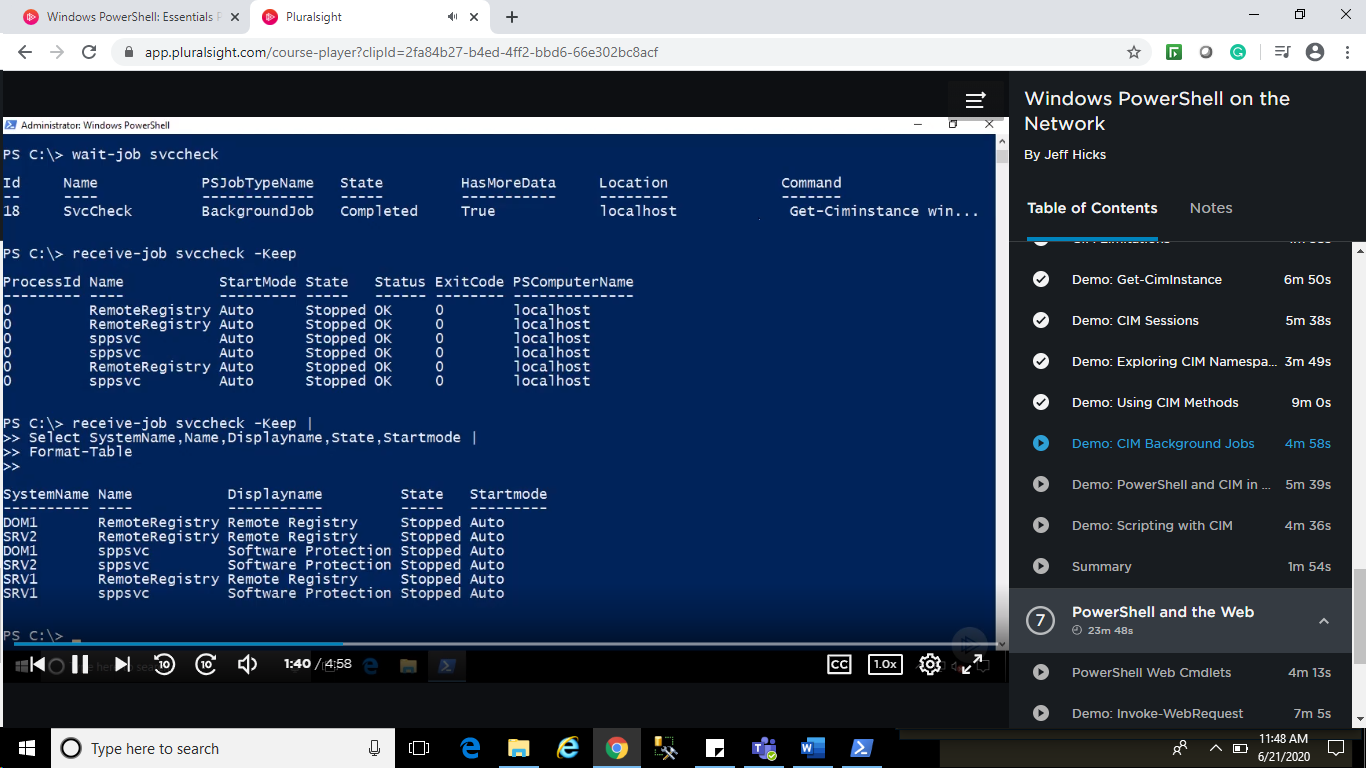 Windows PowerShell: Essentials P
Pluralsight
app.pluralsight.com/course-player?clipId=2fa84b27-b4ed-4ff2-bbd6-66e302bc8acf
Administrator: Windows PowerShell
PS C:\> wait-job svccheck
Id Name PSJobTypeName State HasMoreData Location Command
-- ---- ------------- ----- ----------- -------- -------
18 SvcCheck BackgroundJob Completed True localhost Get-Ciminstance win...
PS C:\> receive-job svccheck -Keep
ProcessId Name StartMode State Status ExitCode PSComputerName
--------- ---- --------- ----- ------ -------- --------------
0 RemoteRegistry Auto Stopped OK 0 localhost
0 RemoteRegistry Auto Stopped OK 0 localhost
0 sppsvc Auto Stopped OK 0 localhost
0 sppsvc Auto Stopped OK 0 localhost
0 RemoteRegistry Auto Stopped OK 0 localhost
0 sppsvc Auto Stopped OK 0 localhost
PS C:\> receive-job svccheck -Keep |
>> Select SystemName,Name,Displayname,State,Startmode |
>> Format-Table
>>
SystemName Name Displayname State Startmode
---------- ---- ----------- ----- ---------
DOM1 RemoteRegistry Remote Registry Stopped Auto
SRV2 RemoteRegistry Remote Registry Stopped Auto
DOM1 sppsvc Software Protection Stopped Auto
SRV2 sppsvc Software Protection Stopped Auto
SRV1 RemoteRegistry Remote Registry Stopped Auto
SRV1 sppsvc Software Protection Stopped Auto
PS C:\> _
10 10 1:40 / 4:58 CC 1.0x
Windows PowerShell on the
Network
By Jeff Hicks
Table of Contents Notes
Demo: Get-CimInstance 6m 50s
Demo: CIM Sessions 5m 38s
Demo: Exploring CIM Namespa... 3m 49s
Demo: Using CIM Methods 9m 0s
Demo: CIM Background Jobs 4m 58s
Demo: PowerShell and CIM in ... 5m 39s
Demo: Scripting with CIM 4m 36s
Summary 1m 54s
7 PowerShell and the Web
23m 48s
PowerShell Web Cmdlets 4m 13s
Demo: Invoke-WebRequest 7m 5s
Type here to search
11:48 AM
6/21/2020